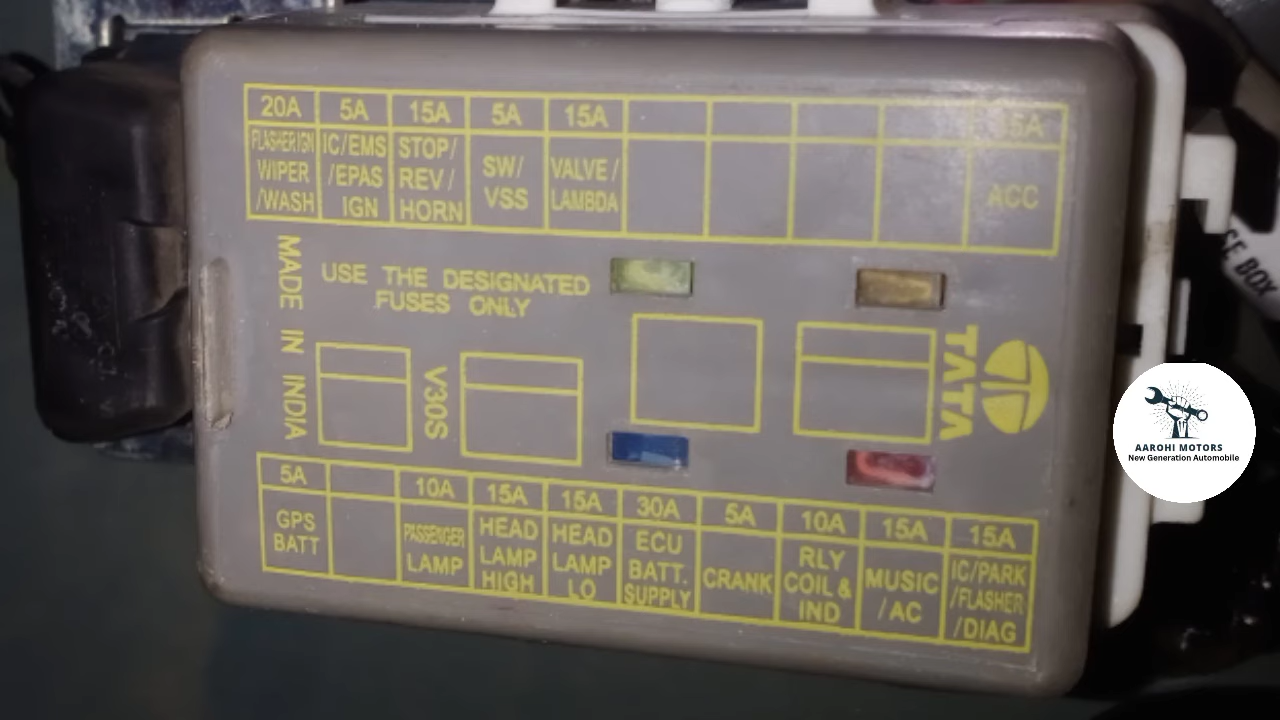 20A 5A 15A 5A 15A 15A
FLASHER IGN
WIPER
/WASH
IC/EMS
/EPAS
IGN
STOP/
REV/
HORN
SW/
VSS
VALVE/
LAMBDA
ACC
MADE IN INDIA
USE THE DESIGNATED
FUSES ONLY
V30S
TATA
SE BOX
AAROHI MOTORS
New Generation Automobile
5A 10A 15A 15A 30A 5A 10A 15A 15A
GPS
BATT
PASSENGER
LAMP
HEAD
LAMP
HIGH
HEAD
LAMP
LO
ECU
BATT.
SUPPLY
CRANK
RLY
COIL &
IND
MUSIC
/AC
IC/PARK
/FLASHER
/DIAG